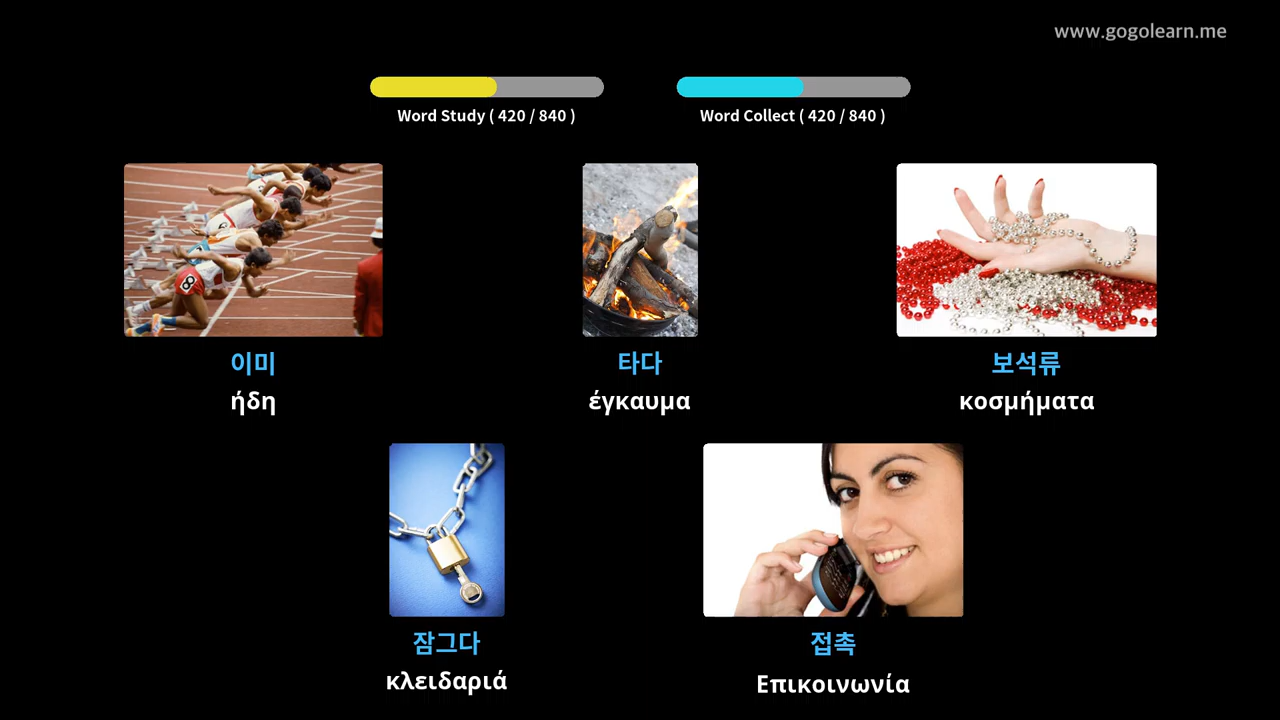 www.gogolearn.me
Word Study ( 420 / 840 )
Word Collect ( 420 / 840 )
이미
ήδη
타다
έγκαυμα
보석류
κοσμήματα
잠그다
κλειδαριά
접촉
Επικοινωνία